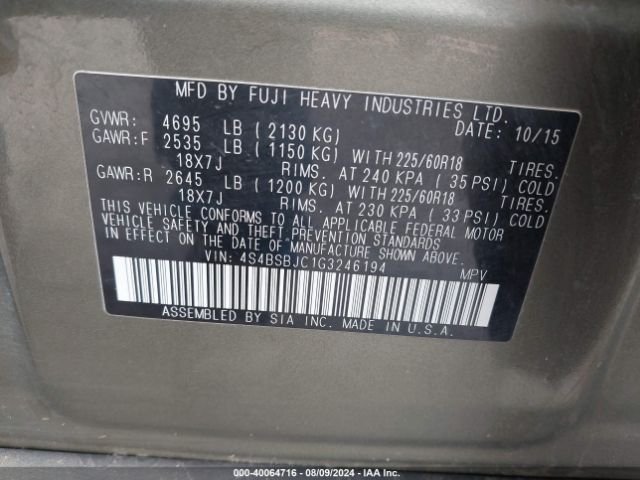 MFD BY FUJI HEAVY INDUSTRIES LTD.
GVWR: 4695 LB ( 2130 KG) DATE: 10/15
GAWR:F 2535 LB ( 1150 KG) WITH 225/60R18 TIRES.
18X7J RIMS. AT 240 KPA ( 35 PSI) COLD
GAWR:R 2645 LB ( 1200 KG) WITH 225/60R18 TIRES.
18X7J RIMS. AT 230 KPA ( 33 PSI) COLD
THIS VEHICLE CONFORMS TO ALL APPLICABLE FEDERAL MOTOR
VEHICLE SAFETY AND THEFT PREVENTION STANDARDS
IN EFFECT ON THE DATE OF MANUFACTURE SHOWN ABOVE.
VIN: 4S4BSBJC1G3246194 MPV
ASSEMBLED BY SIA INC. MADE IN U.S.A.
000-40064716 - 08/09/2024 - IAA Inc.